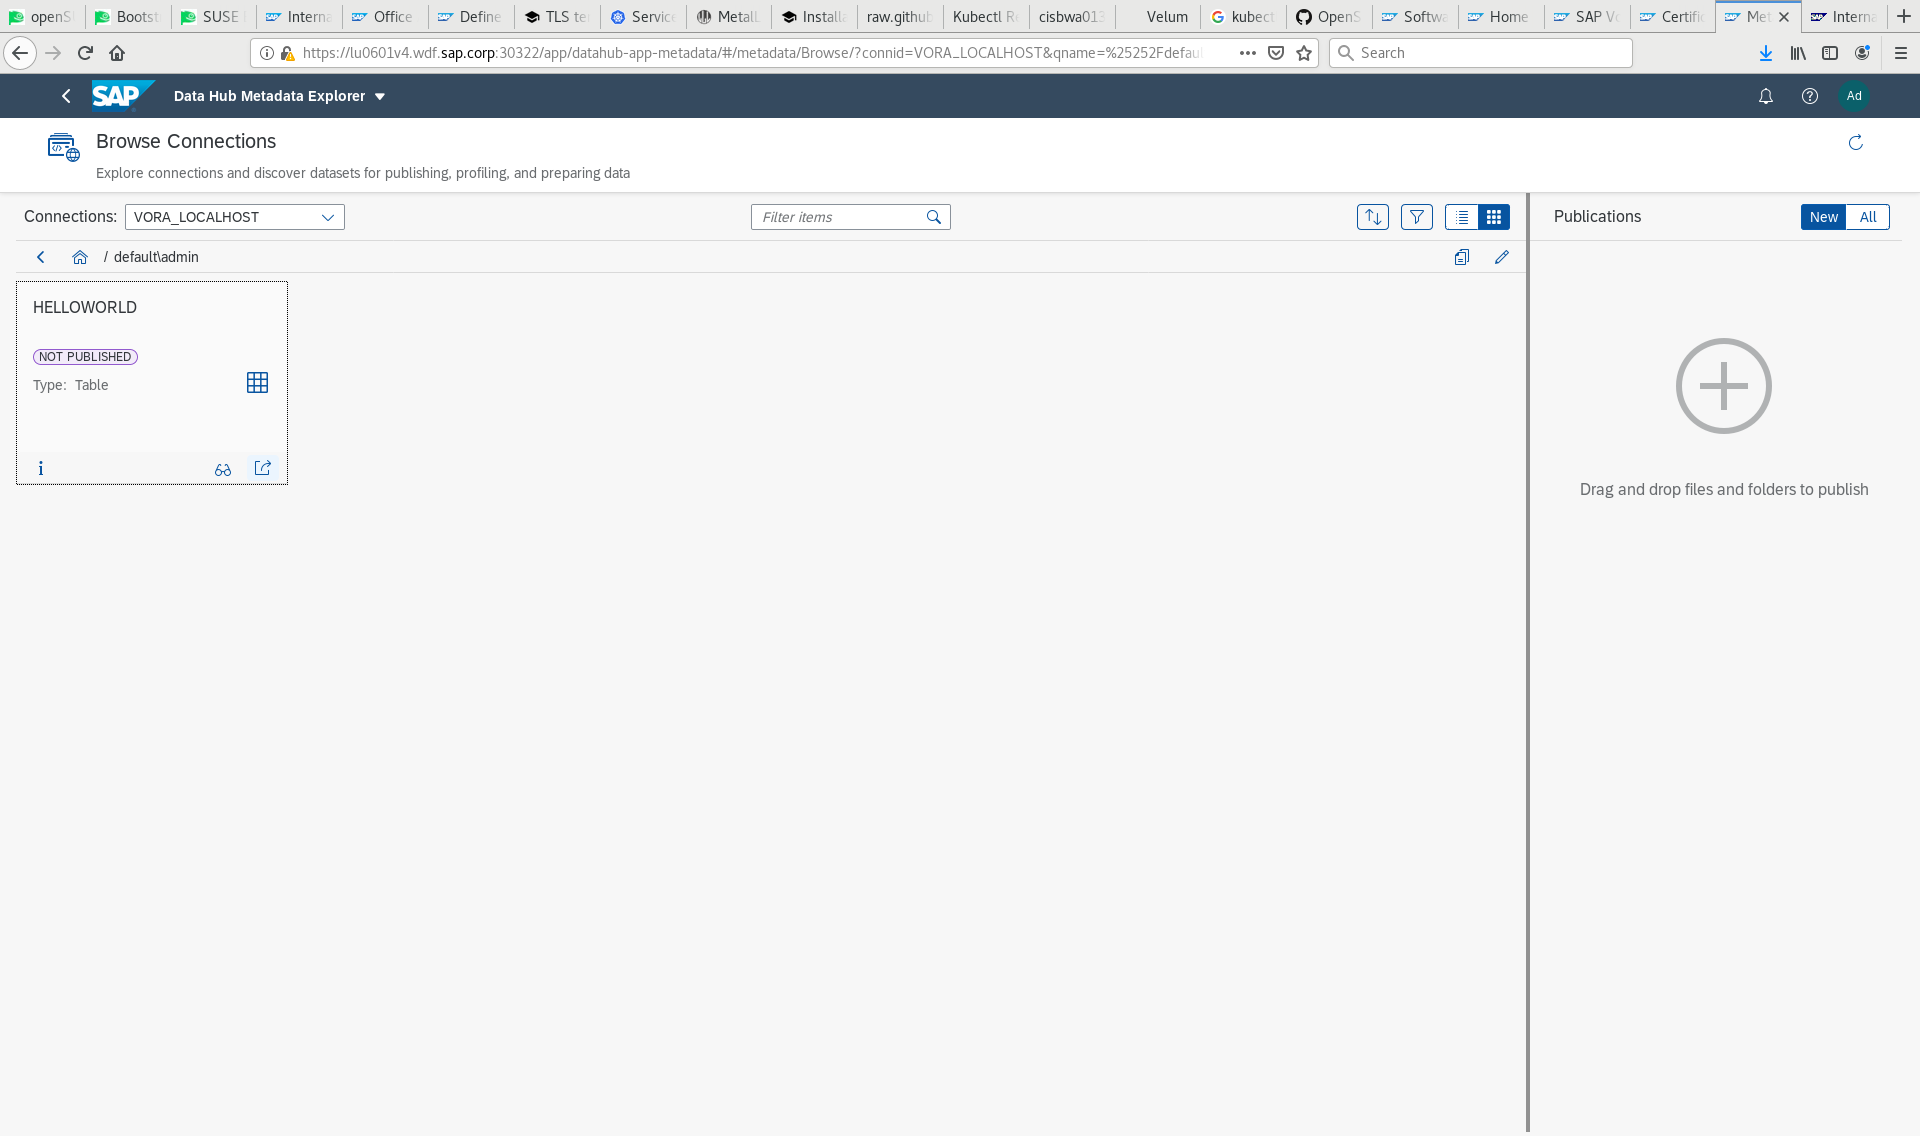 openS
Bootst
SUSE
Interna
Office
Define
TLS te
Service
MetalL
Installa
raw.github
Kubectl Re
cisbwa013
Velum
kubect
OpenS
Softwa
Home
SAP Vo
Certific
Met
Interna
https://lu0601v4.wdf.sap.corp:30322/app/datahub-app-metadata/#/metadata/Browse/?connid=VORA_LOCALHOST&qname=%25252Fdefau
Search
SAP
Data Hub Metadata Explorer
Ad
Browse Connections
Explore connections and discover datasets for publishing, profiling, and preparing data
Connections: VORA_LOCALHOST
Filter items
Publications
New
All
/ default\admin
HELLOWORLD
NOT PUBLISHED
Type: Table
Drag and drop files and folders to publish